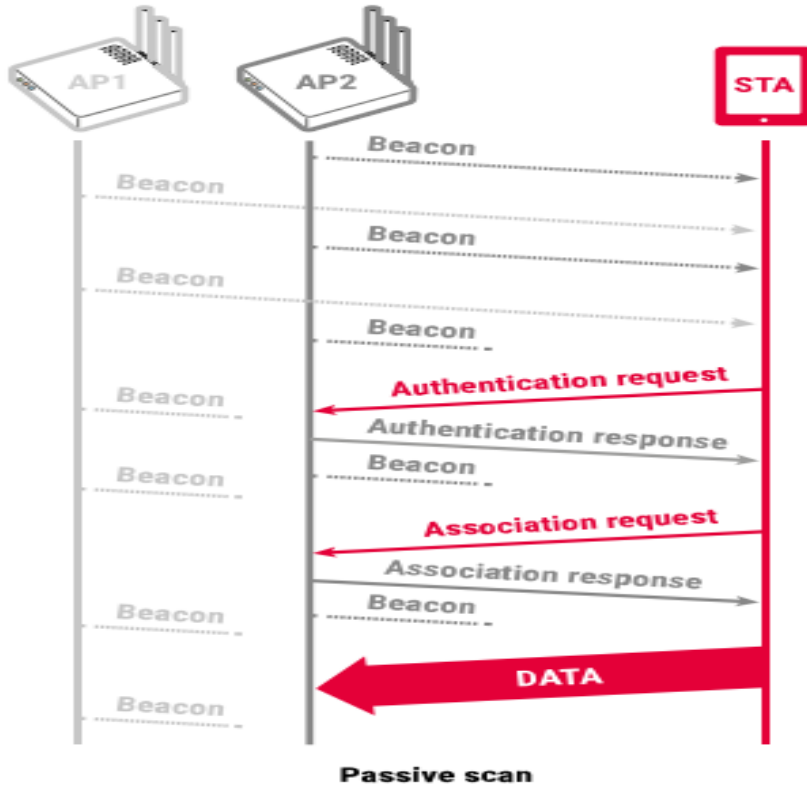 AP1
AP2
STA
Beacon
Beacon
Beacon
Beacon
Beacon
Authentication request
Beacon
Authentication response
Beacon
Beacon
Association request
Association response
Beacon
Beacon
DATA
Beacon
Passive scan